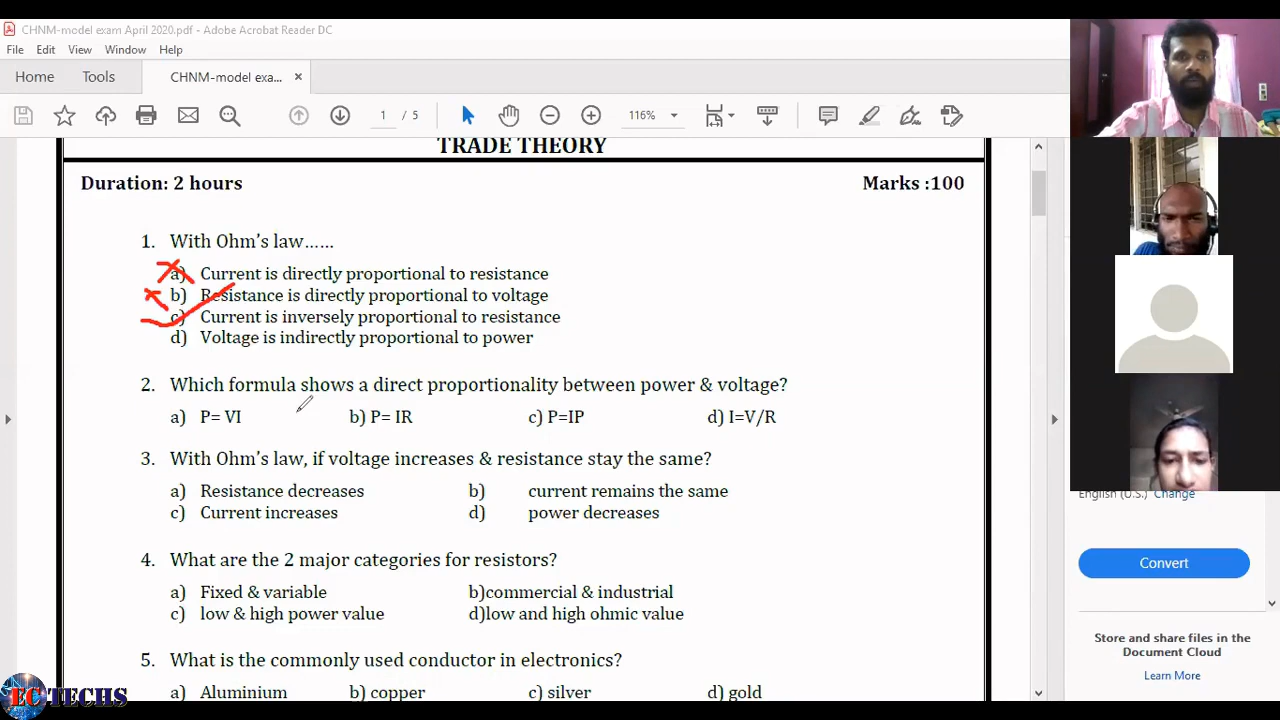 CHNM-model exam April 2020.pdf - Adobe Acrobat Reader DC
File Edit View Window Help
Home Tools CHNM-model exa... ×
1 / 5 116%
TRADE THEORY
Duration: 2 hours Marks :100
1. With Ohm's law……
a) Current is directly proportional to resistance
b) Resistance is directly proportional to voltage
c) Current is inversely proportional to resistance
d) Voltage is indirectly proportional to power
2. Which formula shows a direct proportionality between power & voltage?
a) P= VI b) P= IR c) P=IP d) I=V/R
3. With Ohm's law, if voltage increases & resistance stay the same?
a) Resistance decreases b) current remains the same
c) Current increases d) power decreases
4. What are the 2 major categories for resistors?
a) Fixed & variable b)commercial & industrial
c) low & high power value d)low and high ohmic value
5. What is the commonly used conductor in electronics?
a) Aluminium b) copper c) silver d) gold
English (U.S.) Change
Convert
Store and share files in the
Document Cloud
Learn More
EC TECHS